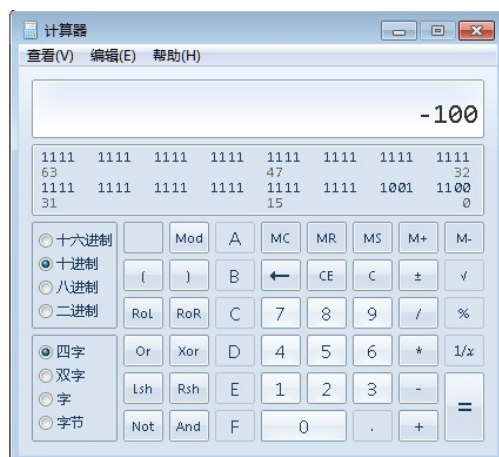 计算器
查看(V) 编辑(E) 帮助(H)
-100
1111 1111 1111 1111 1111 1111 1111 1111
63 47 32
1111 1111 1111 1111 1111 1111 1001 1100
31 15 0
十六进制 Mod A MC MR MS M+ M-
十进制 ( ) B ← CE C ± √
八进制
二进制 RoL RoR C 7 8 9 / %
四字 Or Xor D 4 5 6 * 1/x
双字
字 Lsh Rsh E 1 2 3 - =
字节 Not And F 0 . +